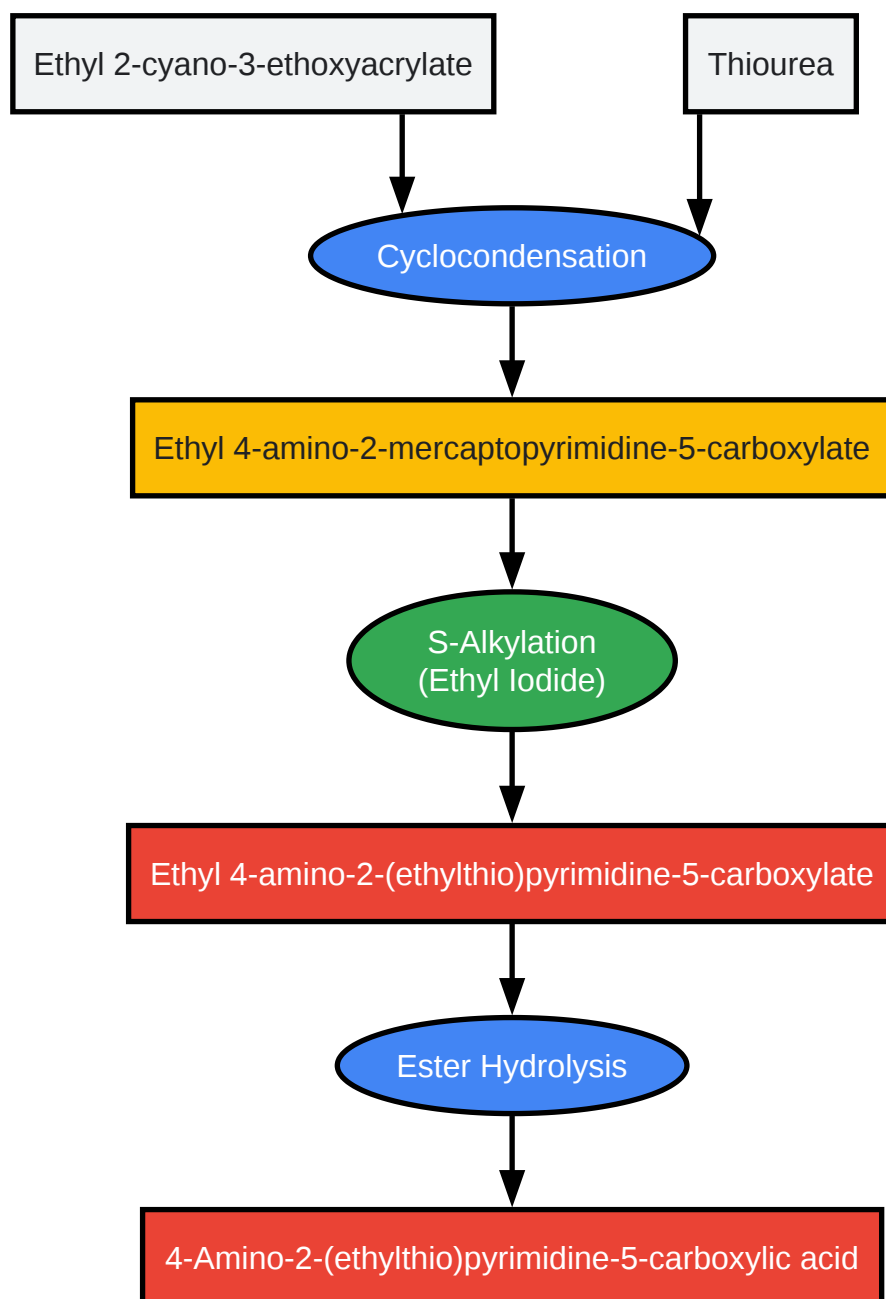 Ethyl 2-cyano-3-ethoxyacrylate
Thiourea
Cyclocondensation
Ethyl 4-amino-2-mercaptopyrimidine-5-carboxylate
S-Alkylation
(Ethyl Iodide)
Ethyl 4-amino-2-(ethylthio)pyrimidine-5-carboxylate
Ester Hydrolysis
4-Amino-2-(ethylthio)pyrimidine-5-carboxylic acid